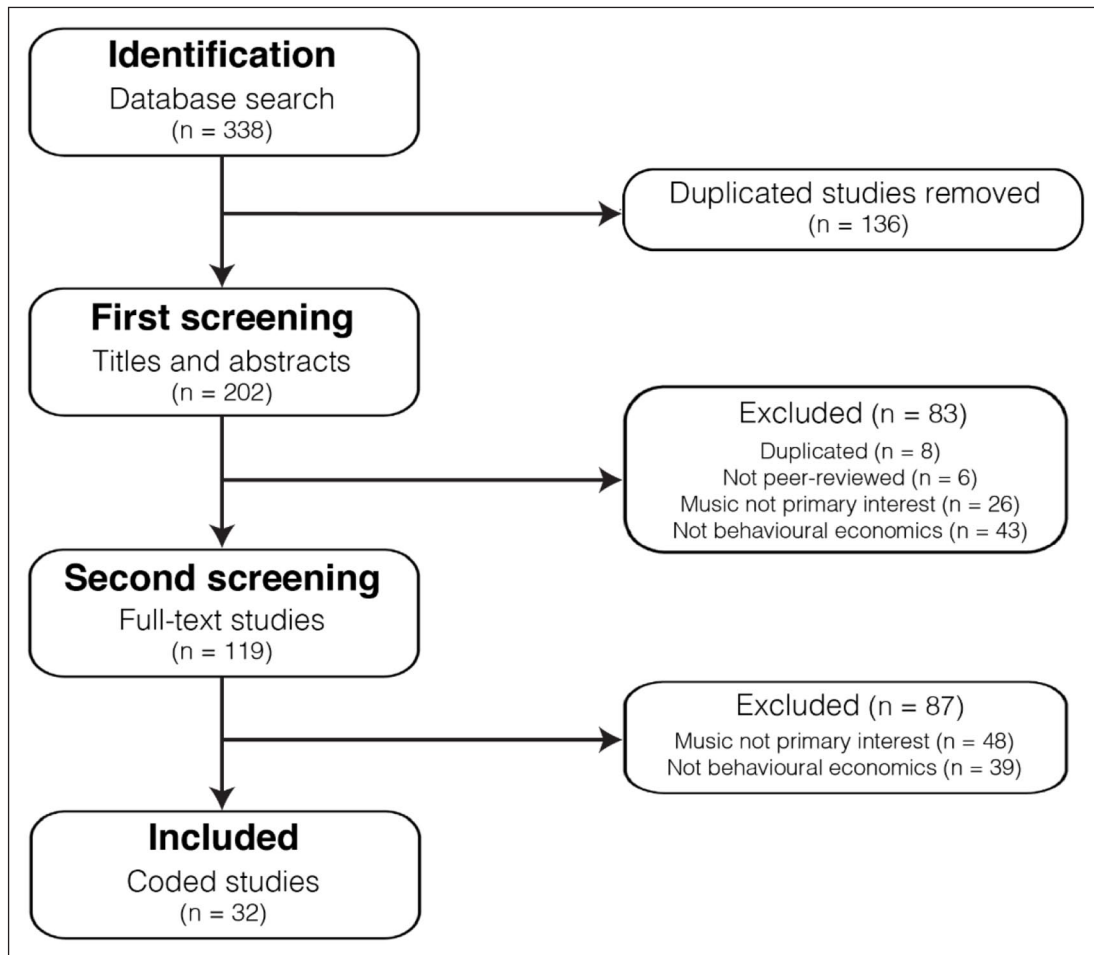 Identification
Database search
(n = 338)
Duplicated studies removed
(n = 136)
First screening
Titles and abstracts
(n = 202)
Excluded (n = 83)
Duplicated (n = 8)
Not peer-reviewed (n = 6)
Music not primary interest (n = 26)
Not behavioural economics (n = 43)
Second screening
Full-text studies
(n = 119)
Excluded (n = 87)
Music not primary interest (n = 48)
Not behavioural economics (n = 39)
Included
Coded studies
(n = 32)